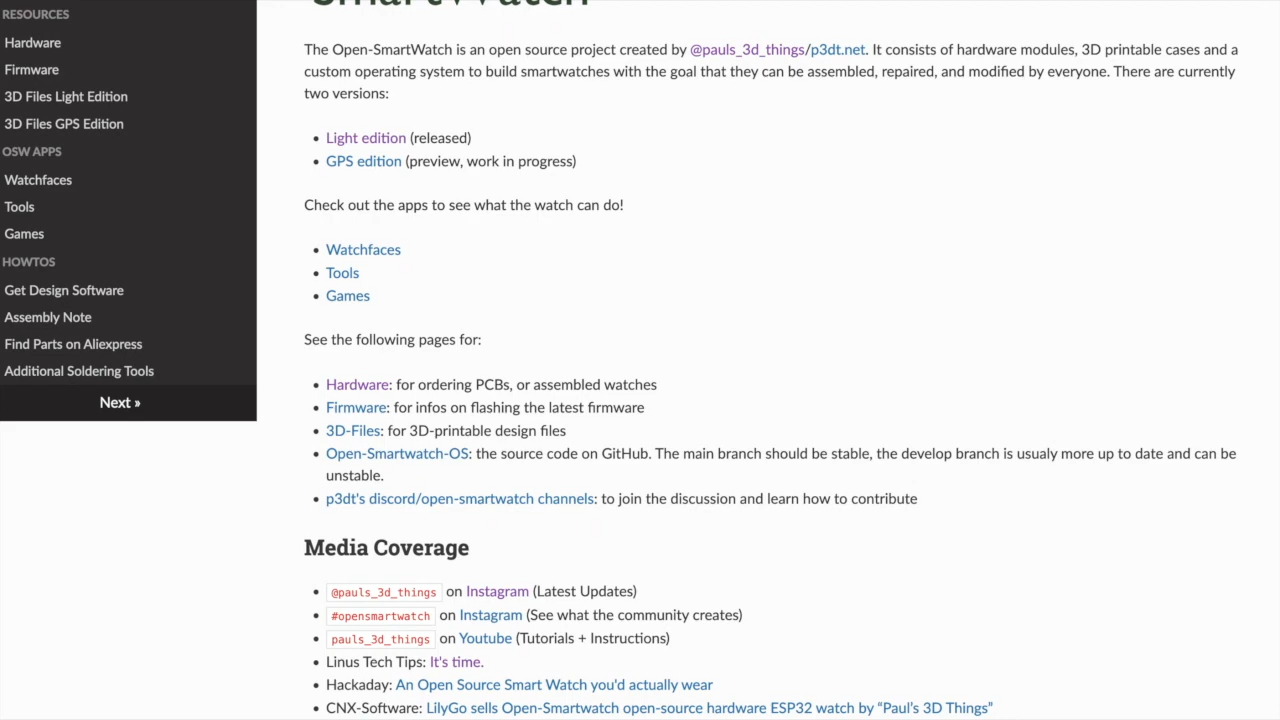 SmartWatch
RESOURCES
Hardware
Firmware
3D Files Light Edition
3D Files GPS Edition
OSW APPS
Watchfaces
Tools
Games
HOWTOS
Get Design Software
Assembly Note
Find Parts on Aliexpress
Additional Soldering Tools
Next »
The Open-SmartWatch is an open source project created by @pauls_3d_things/p3dt.net. It consists of hardware modules, 3D printable cases and a
custom operating system to build smartwatches with the goal that they can be assembled, repaired, and modified by everyone. There are currently
two versions:
• Light edition (released)
• GPS edition (preview, work in progress)
Check out the apps to see what the watch can do!
• Watchfaces
• Tools
• Games
See the following pages for:
• Hardware: for ordering PCBs, or assembled watches
• Firmware: for infos on flashing the latest firmware
• 3D-Files: for 3D-printable design files
• Open-Smartwatch-OS: the source code on GitHub. The main branch should be stable, the develop branch is usualy more up to date and can be
unstable.
• p3dt's discord/open-smartwatch channels: to join the discussion and learn how to contribute
Media Coverage
• @pauls_3d_things on Instagram (Latest Updates)
• #opensmartwatch on Instagram (See what the community creates)
• pauls_3d_things on Youtube (Tutorials + Instructions)
• Linus Tech Tips: It's time.
• Hackaday: An Open Source Smart Watch you'd actually wear
• CNX-Software: LilyGo sells Open-Smartwatch open-source hardware ESP32 watch by “Paul’s 3D Things”